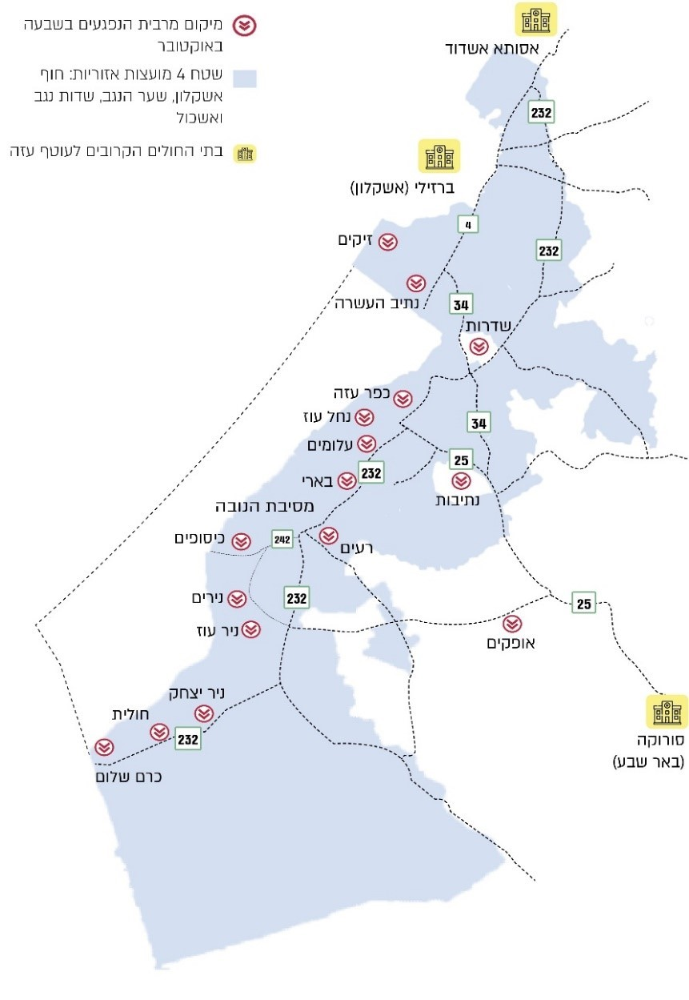 מיקום מרבית הנפגעים בשבעה
באוקטובר
שטח 4 מועצות אזוריות: חוף
אשקלון, שער הנגב, שדות נגב
ואשכול
בתי החולים הקרובים לעוטף עזה
אסותא אשדוד
232
ברזילי (אשקלון)
4
זיקים
232
נתיב העשרה
34
שדרות
כפר עזה
נחל עוז
34
עלומים
25
232
בארי
נתיבות
מסיבת הנובה
242
כיסופים
רעים
נירים
232
25
ניר עוז
אופקים
ניר יצחק
חולית
232
סורוקה
(באר שבע)
כרם שלום